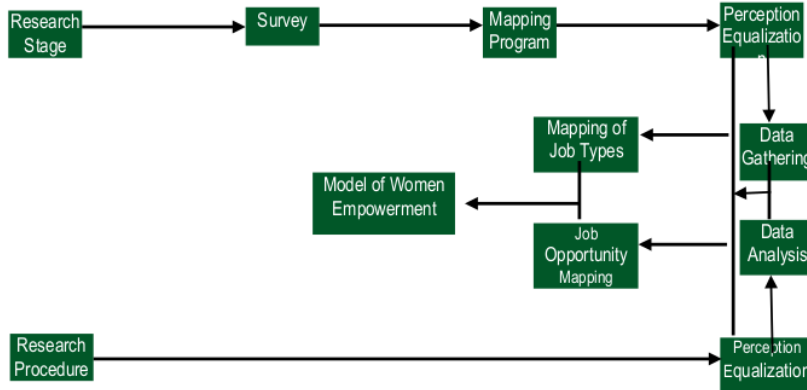 Research
Stage
Survey
Mapping
Program
Perception
Equalizatio
n
Mapping of
Job Types
Data
Gathering
Model of Women
Empowerment
Job
Opportunity
Mapping
Data
Analysis
Research
Procedure
Perception
Equalization